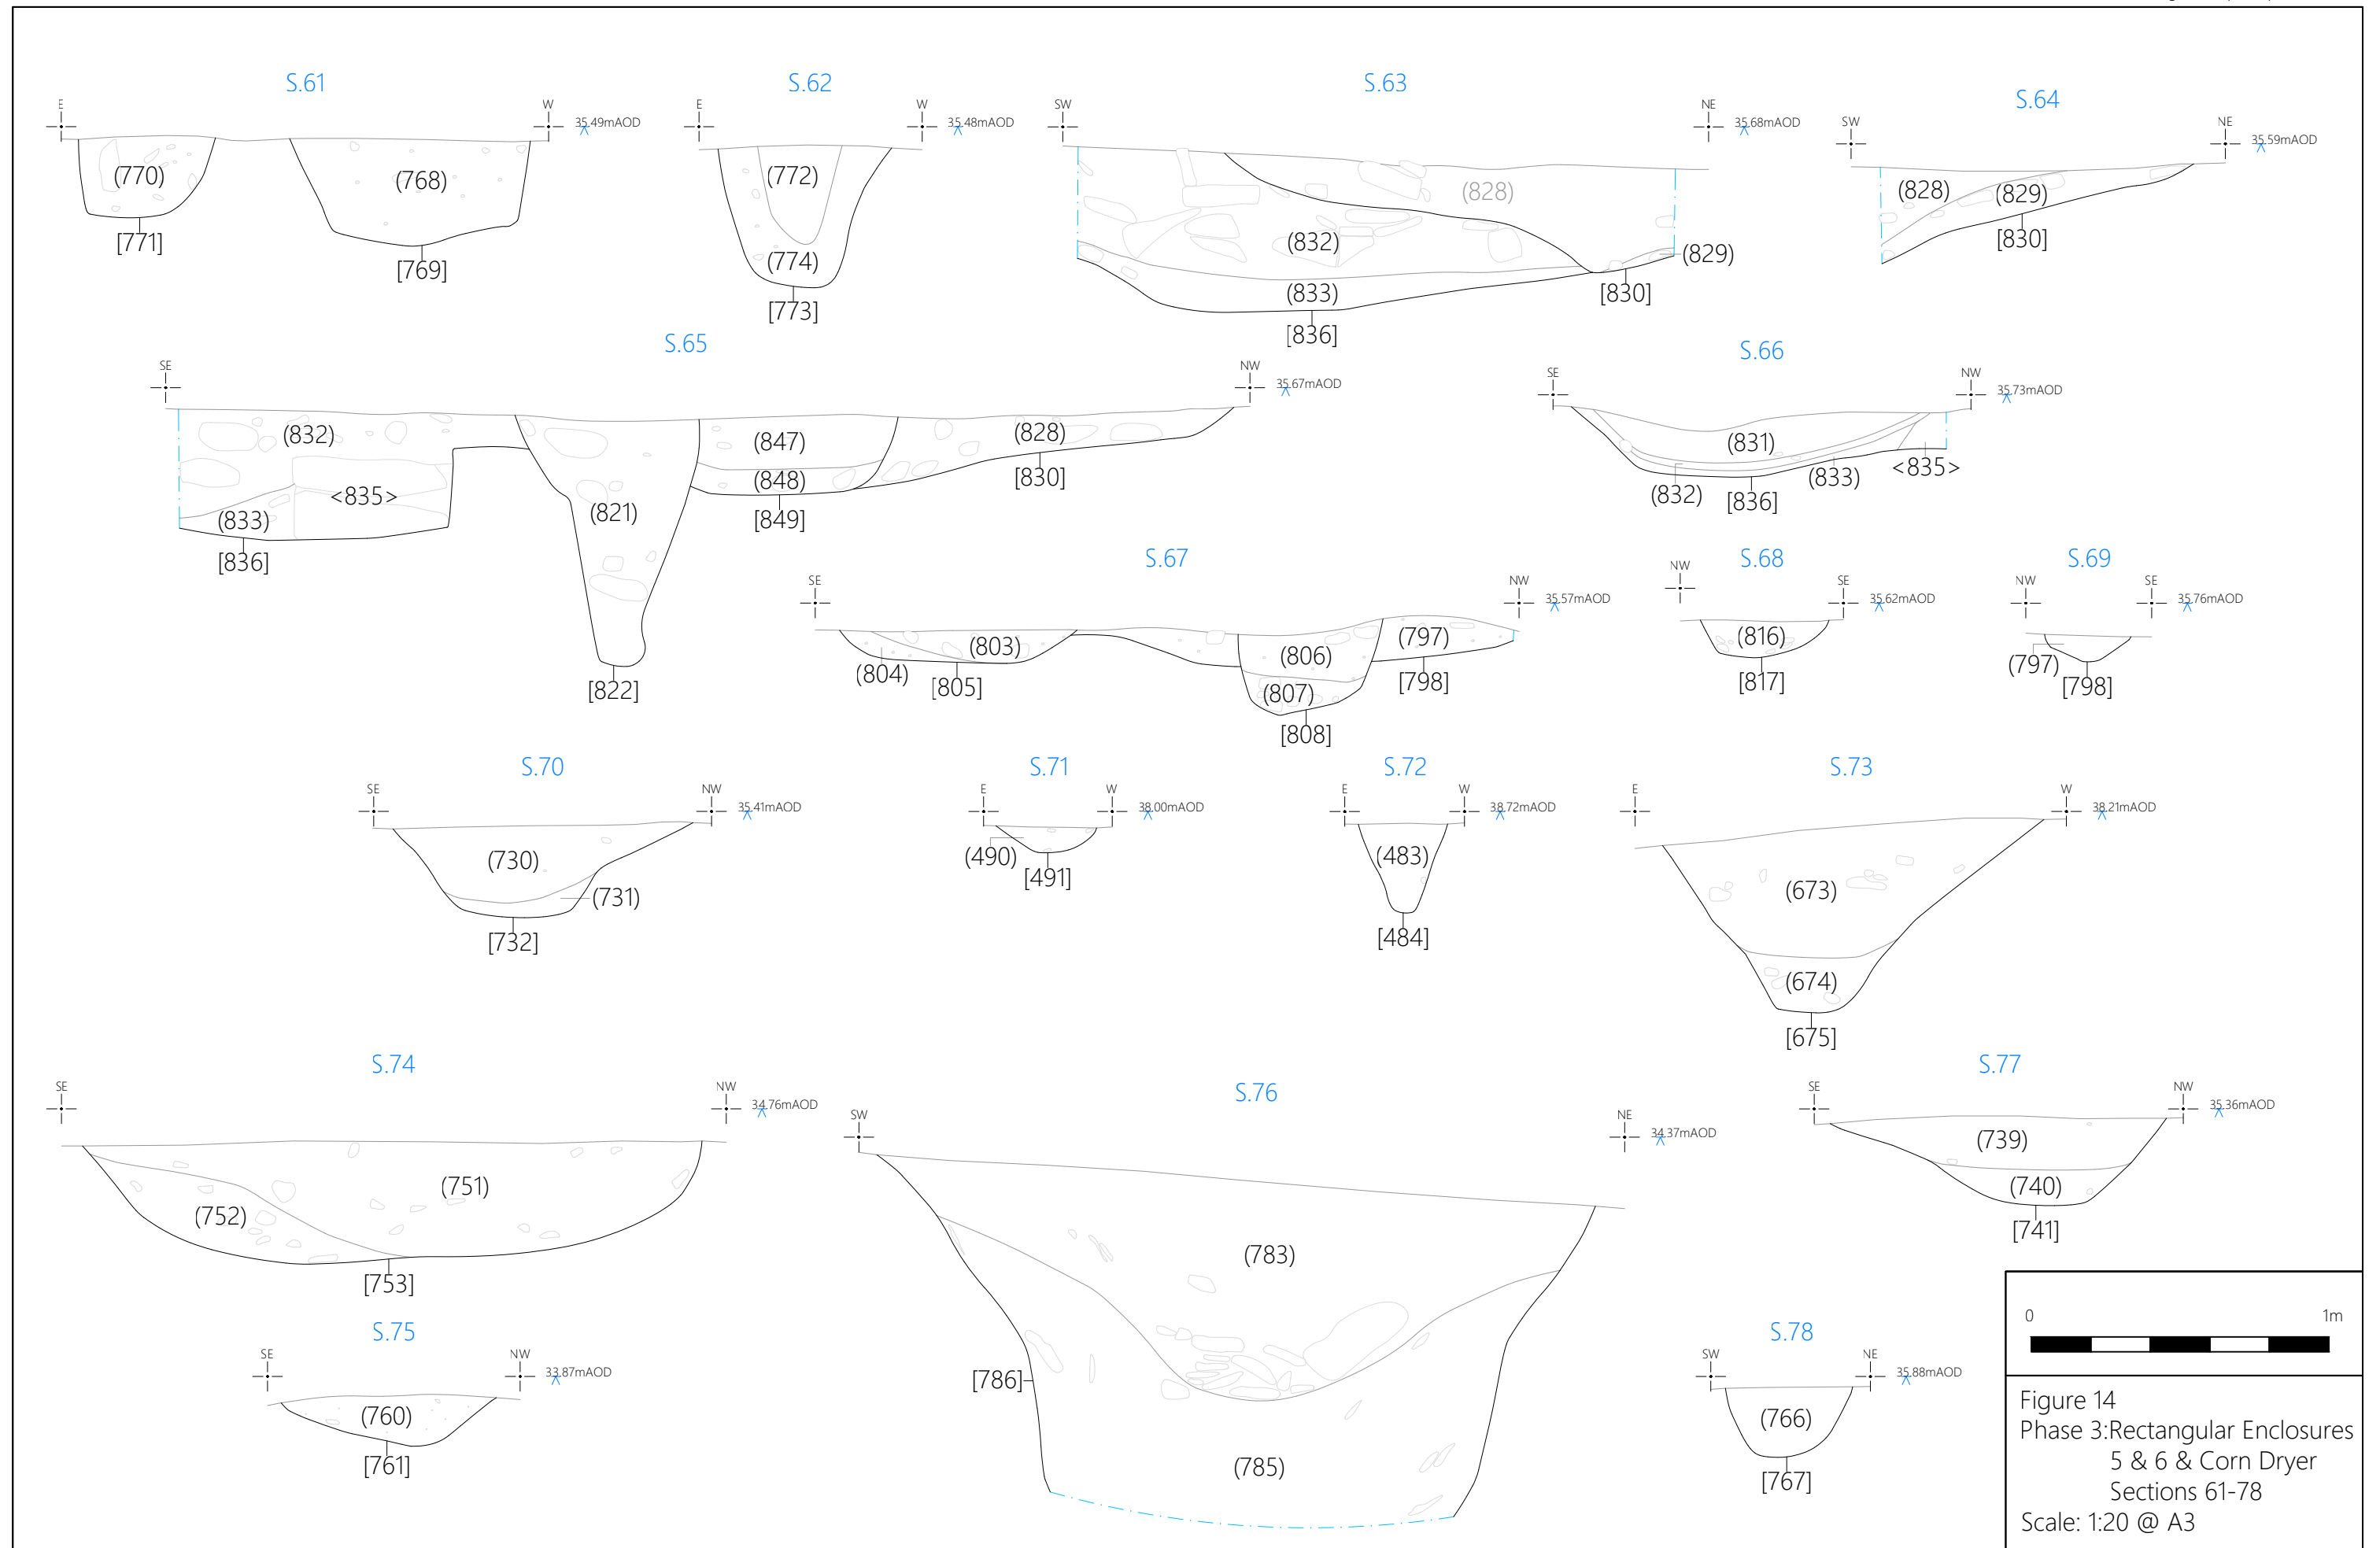 S.61
E
W
35.49mAOD
(770)
(768)
[771]
[769]
S.62
E
W
35.48mAOD
(772)
(774)
[773]
S.63
SW
NE
35.68mAOD
(828)
(832)
(829)
(833)
[830]
[836]
S.64
SW
NE
35.59mAOD
(828)
(829)
[830]
S.65
SE
NW
35.67mAOD
(832)
(847)
(828)
(848)
<835>
[830]
(821)
(833)
[849]
[836]
[822]
S.66
SE
NW
35.73mAOD
(831)
<835>
(833)
(832)
[836]
S.67
SE
NW
35.57mAOD
(803)
(797)
(806)
(804)
[805]
[798]
(807)
[808]
S.68
NW
SE
35.62mAOD
(816)
[817]
S.69
NW
SE
35.76mAOD
(797)
[798]
S.70
SE
NW
35.41mAOD
(730)
(731)
[732]
S.71
E
W
38.00mAOD
(490)
[491]
S.72
E
W
38.72mAOD
(483)
[484]
S.73
E
W
38.21mAOD
(673)
(674)
[675]
S.74
SE
NW
34.76mAOD
(751)
(752)
[753]
S.75
SE
NW
33.87mAOD
(760)
[761]
S.76
SW
NE
34.37mAOD
(783)
[786]
(785)
S.77
SE
NW
35.36mAOD
(739)
(740)
[741]
S.78
SW
NE
35.88mAOD
(766)
[767]
0 1m
Figure 14
Phase 3:Rectangular Enclosures
5 & 6 & Corn Dryer
Sections 61-78
Scale: 1:20 @ A3